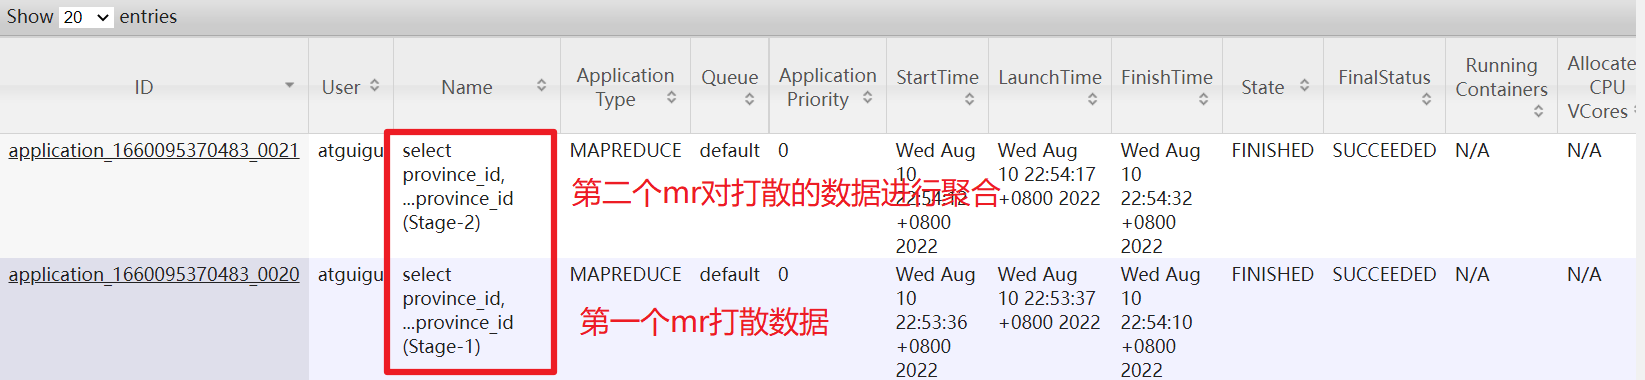 Show 20 entries
ID
User
Name
Application
Type
Queue
Application
Priority
StartTime
LaunchTime
FinishTime
State
FinalStatus
Running
Containers
Allocate
CPU
VCores
application_1660095370483_0021
atguigu
select
province_id,
...province_id
(Stage-2)
MAPREDUCE
default
0
Wed Aug
10
22:54:12
+0800
2022
Wed Aug
10 22:54:17
+0800 2022
Wed Aug
10
22:54:32
+0800
2022
FINISHED
SUCCEEDED
N/A
N/A
第二个mr对打散的数据进行聚合
application_1660095370483_0020
atguigu
select
province_id,
...province_id
(Stage-1)
MAPREDUCE
default
0
Wed Aug
10
22:53:36
+0800
2022
Wed Aug
10 22:53:37
+0800 2022
Wed Aug
10
22:54:10
+0800
2022
FINISHED
SUCCEEDED
N/A
N/A
第一个mr打散数据